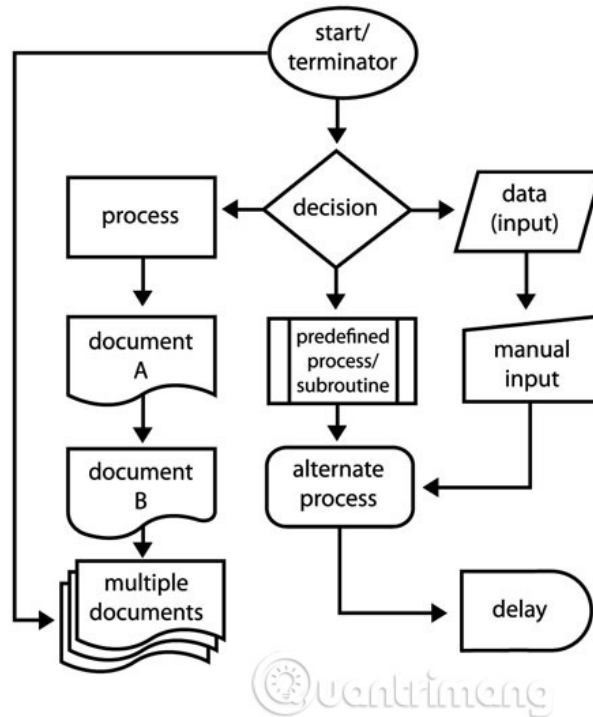 start/
terminator
process
decision
data
(input)
document
A
predefined
process/
subroutine
manual
input
document
B
alternate
process
multiple
documents
delay
Quantrimang